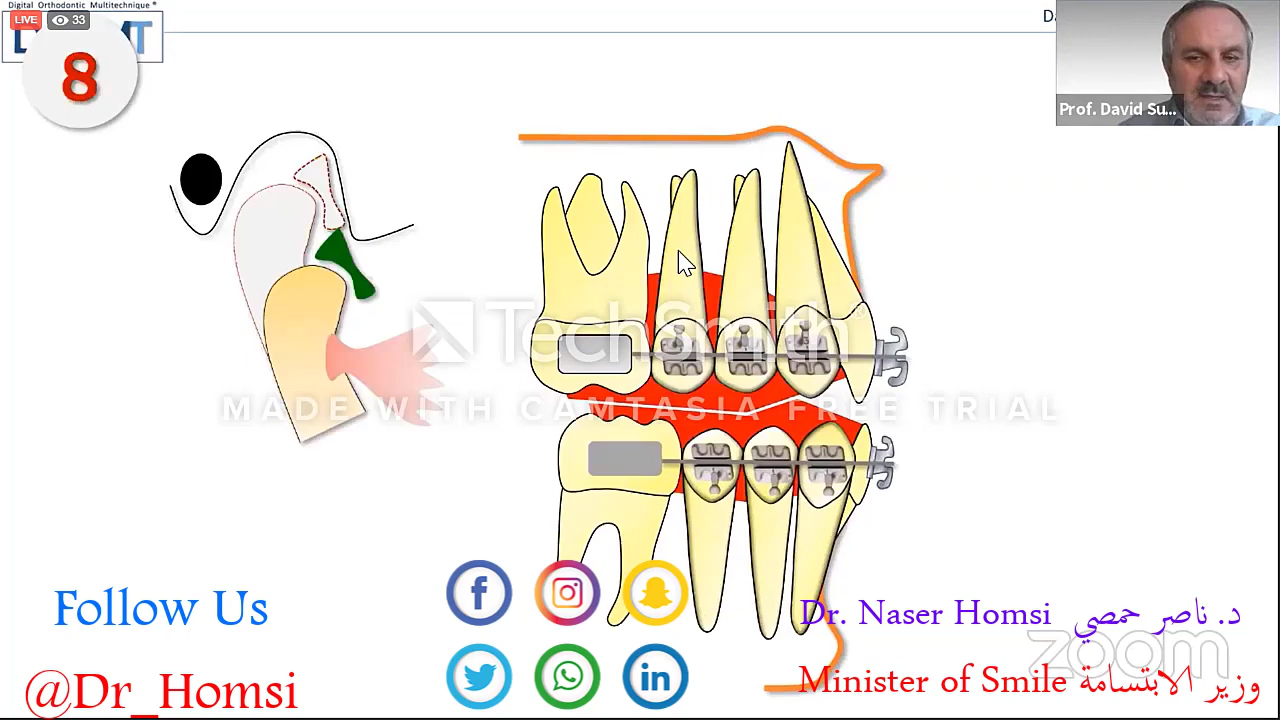 Digital Orthodontic Multitechnique ®
LIVE 33
8
Prof. David Su...
TechSmith®
MADE WITH CAMTASIA FREE TRIAL
Follow Us
@Dr_Homsi
Dr. Naser Homsi د. ناصر حمصي
zoom
Minister of Smile وزير الابتسامة